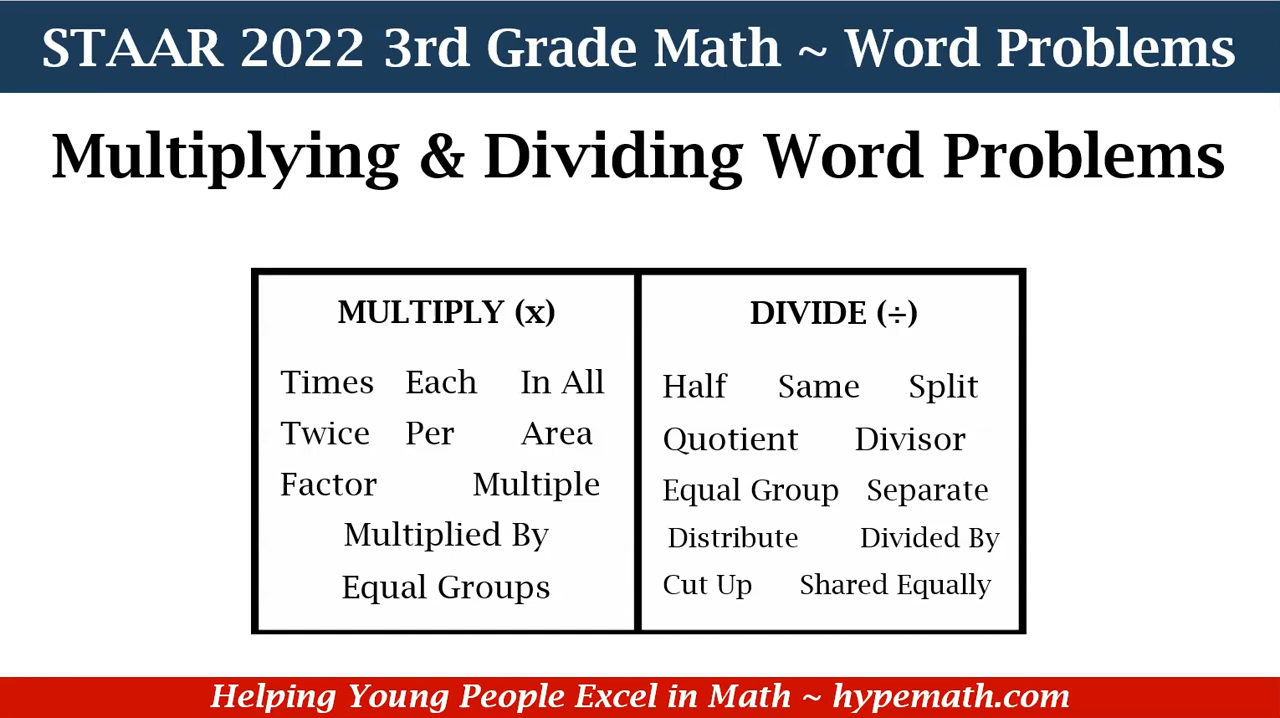 STAAR 2022 3rd Grade Math ~ Word Problems
Multiplying & Dividing Word Problems
MULTIPLY (x)
Times Each In All
Twice Per Area
Factor Multiple
Multiplied By
Equal Groups
DIVIDE (÷)
Half Same Split
Quotient Divisor
Equal Group Separate
Distribute Divided By
Cut Up Shared Equally
Helping Young People Excel in Math ~ hypemath.com